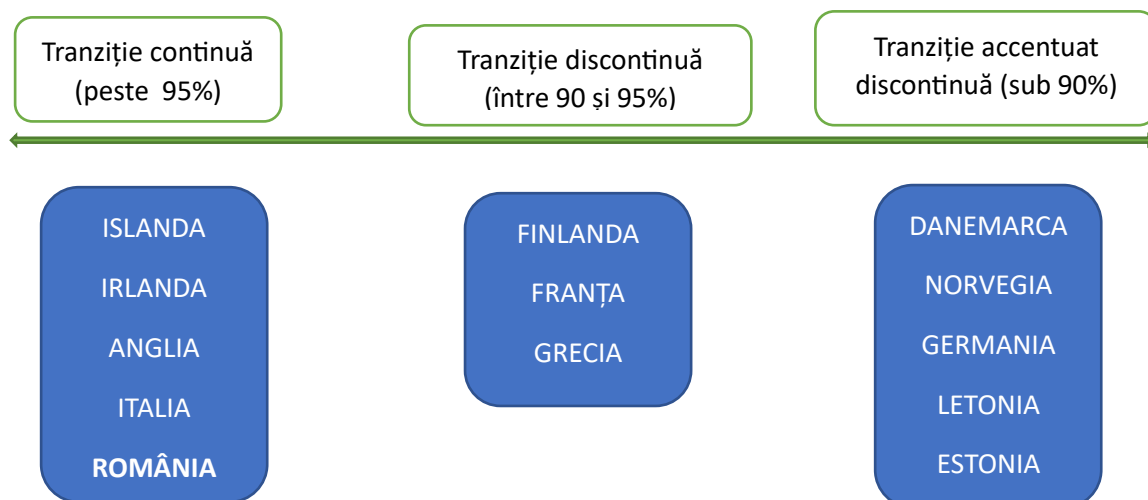 Tranziție continuă
(peste 95%)
Tranziție discontinuă
(între 90 și 95%)
Tranziție accentuat
discontinuă (sub 90%)
ISLANDA
IRLANDA
ANGLIA
ITALIA
ROMÂNIA
FINLANDA
FRANȚA
GRECIA
DANEMARCA
NORVEGIA
GERMANIA
LETONIA
ESTONIA